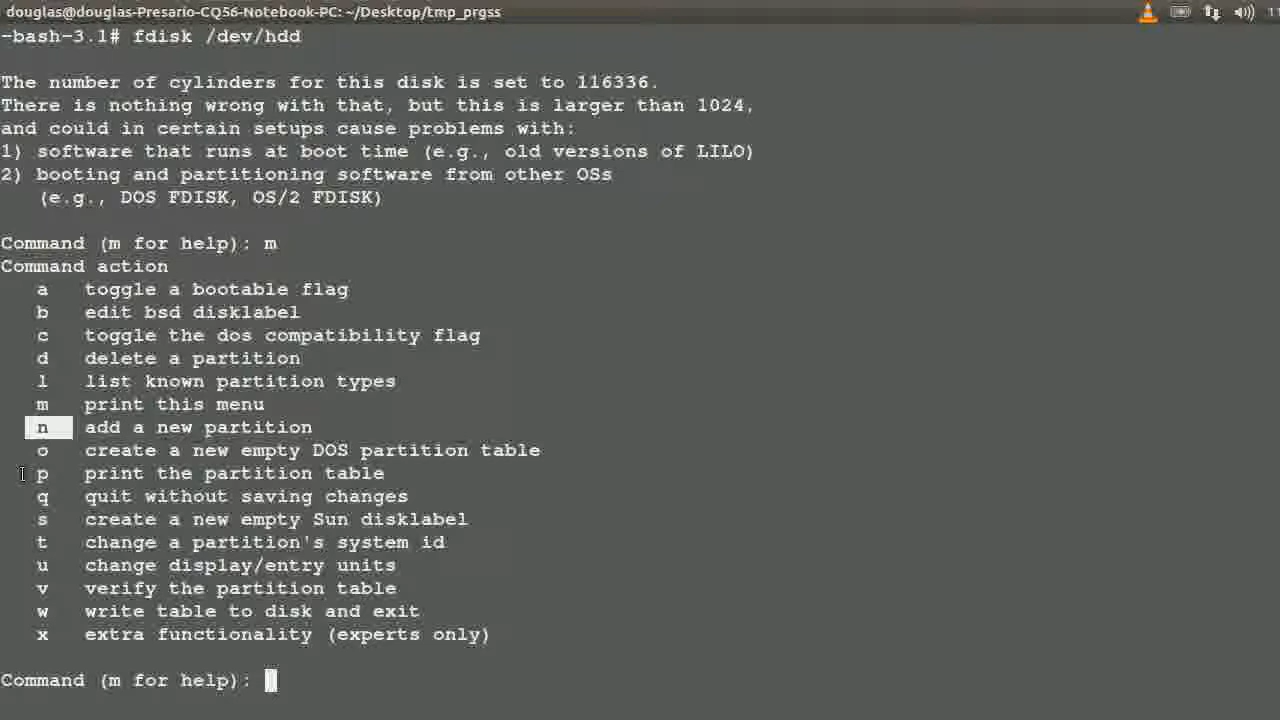 douglas@douglas-Presario-CQ56-Notebook-PC: ~/Desktop/tmp_prgss
-bash-3.1# fdisk /dev/hdd
The number of cylinders for this disk is set to 116336.
There is nothing wrong with that, but this is larger than 1024,
and could in certain setups cause problems with:
1) software that runs at boot time (e.g., old versions of LILO)
2) booting and partitioning software from other OSs
(e.g., DOS FDISK, OS/2 FDISK)
Command (m for help): m
Command action
a toggle a bootable flag
b edit bsd disklabel
c toggle the dos compatibility flag
d delete a partition
l list known partition types
m print this menu
n add a new partition
o create a new empty DOS partition table
p print the partition table
q quit without saving changes
s create a new empty Sun disklabel
t change a partition's system id
u change display/entry units
v verify the partition table
w write table to disk and exit
x extra functionality (experts only)
Command (m for help):